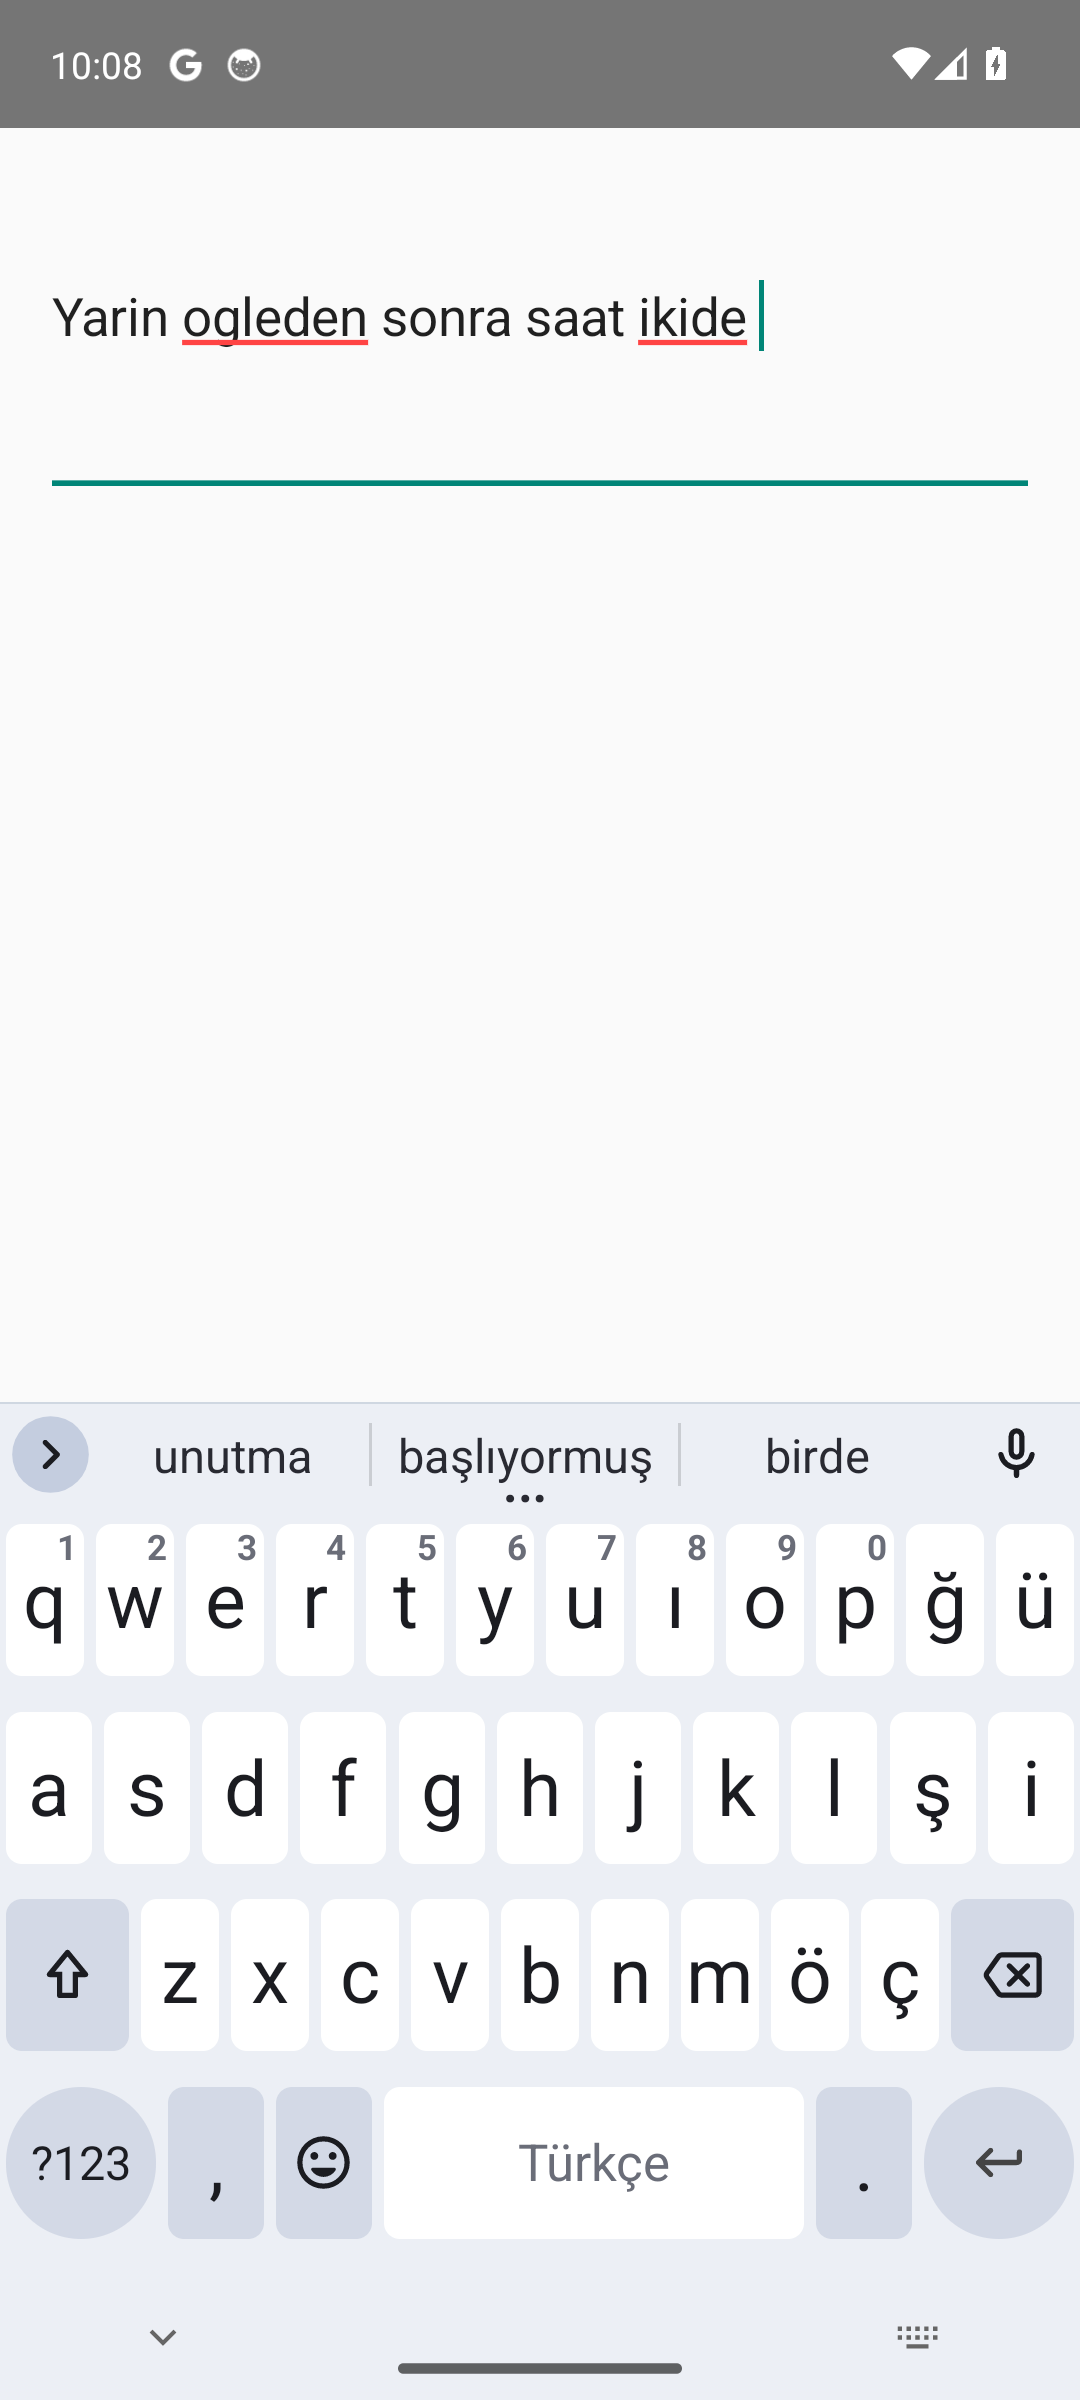 10:08
Yarin ogleden sonra saat ikide
unutma başlıyormuş birde
1 2 3 4 5 6 7 8 9 0
q w e r t y u ı o p ğ ü
a s d f g h j k l ş i
z x c v b n m ö ç
?123 , Türkçe .